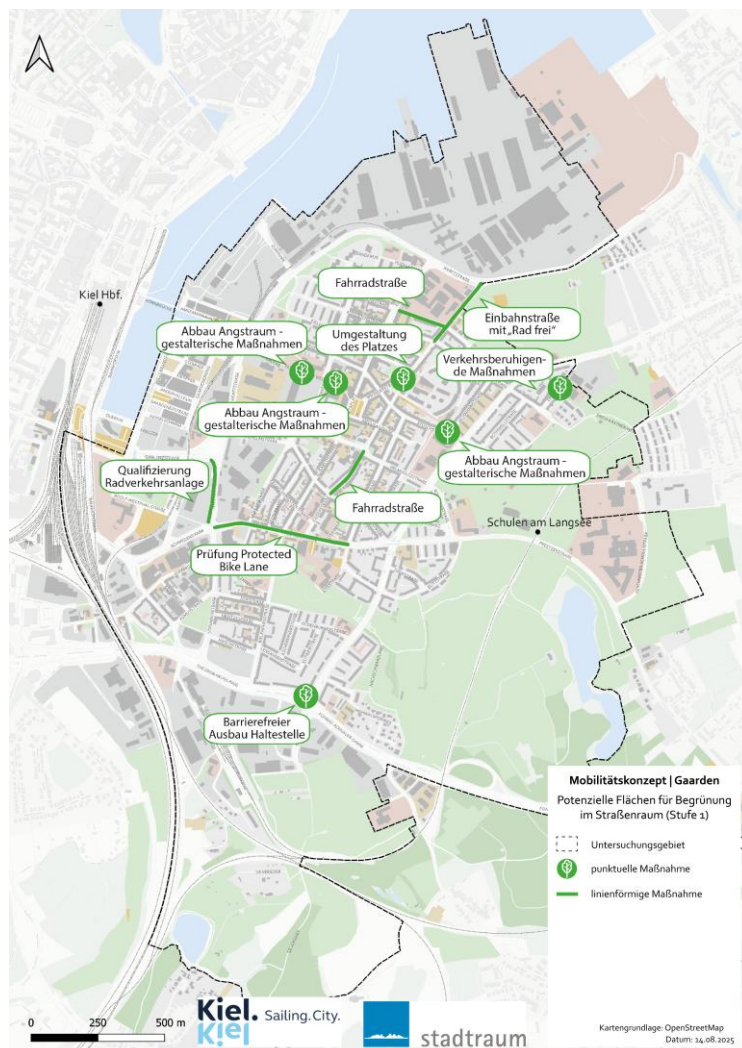 Kiel Hbf.
Fahrradstraße
Einbahnstraße
mit „Rad frei“
Abbau Angstraum -
gestalterische Maßnahmen
Umgestaltung
des Platzes
Verkehrsberuhigen-
de Maßnahmen
Abbau Angstraum -
gestalterische Maßnahmen
Abbau Angstraum -
gestalterische Maßnahmen
Qualifizierung
Radverkehrsanlage
Fahrradstraße
Schulen am Langsee
Prüfung Protected
Bike Lane
Barrierefreier
Ausbau Haltestelle
Mobilitätskonzept | Gaarden
Potenzielle Flächen für Begrünung
im Straßenraum (Stufe 1)
Untersuchungsgebiet
punktuelle Maßnahme
linienförmige Maßnahme
0 250 500 m
Kiel. Sailing.City.
Kiel
stadtraum
Kartengrundlage: OpenStreetMap
Datum: 14.08.2025